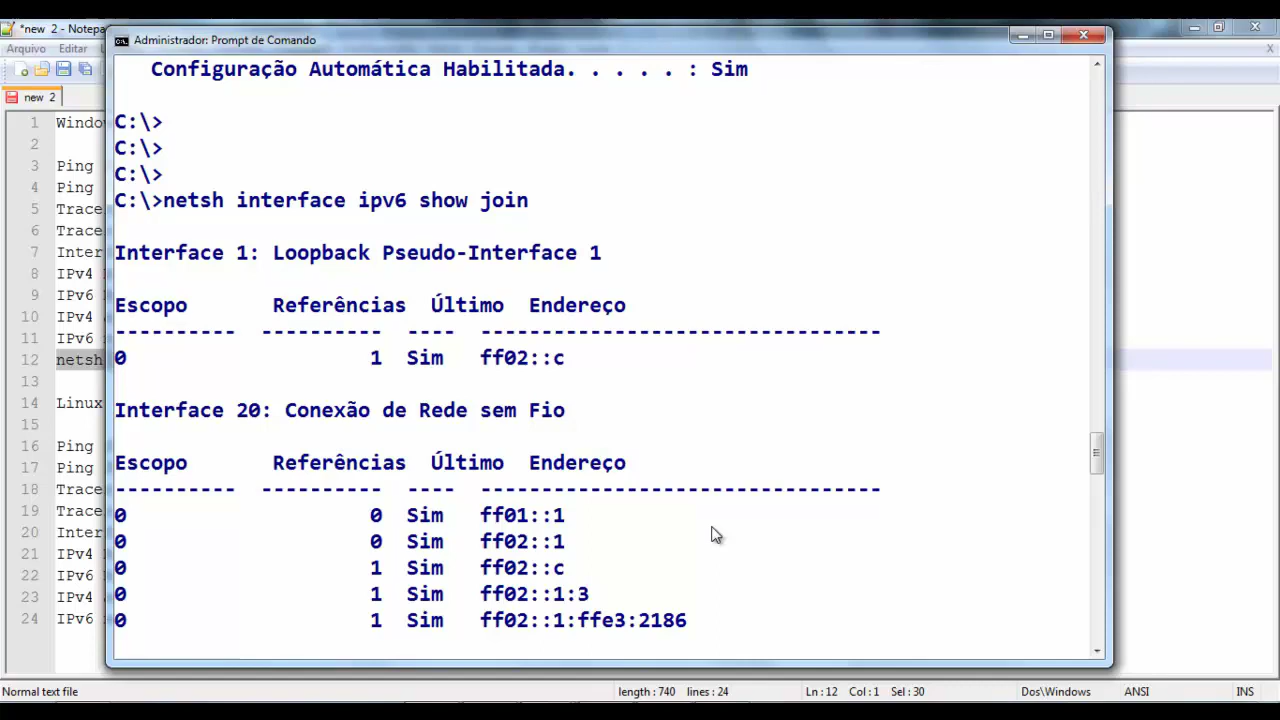 *new 2 - Notepa
Administrador: Prompt de Comando
Arquivo Editar
new 2
Configuração Automática Habilitada. . . . . : Sim
C:\>
C:\>
C:\>
C:\>netsh interface ipv6 show join
Interface 1: Loopback Pseudo-Interface 1
Escopo Referências Último Endereço
---------- ---------- ---- ---------------------------------
0 1 Sim ff02::c
Interface 20: Conexão de Rede sem Fio
Escopo Referências Último Endereço
---------- ---------- ---- ---------------------------------
0 0 Sim ff01::1
0 0 Sim ff02::1
0 1 Sim ff02::c
0 1 Sim ff02::1:3
0 1 Sim ff02::1:ffe3:2186
1 Windo
2
3 Ping
4 Ping
5 Trace
6 Trace
7 Inter
8 IPv4
9 IPv6
10 IPv4
11 IPv6
12 netsh
13
14 Linux
15
16 Ping
17 Ping
18 Trace
19 Trace
20 Inter
21 IPv4
22 IPv6
23 IPv4
24 IPv6
Normal text file length : 740 lines : 24 Ln : 12 Col : 1 Sel : 30 Dos\Windows ANSI INS